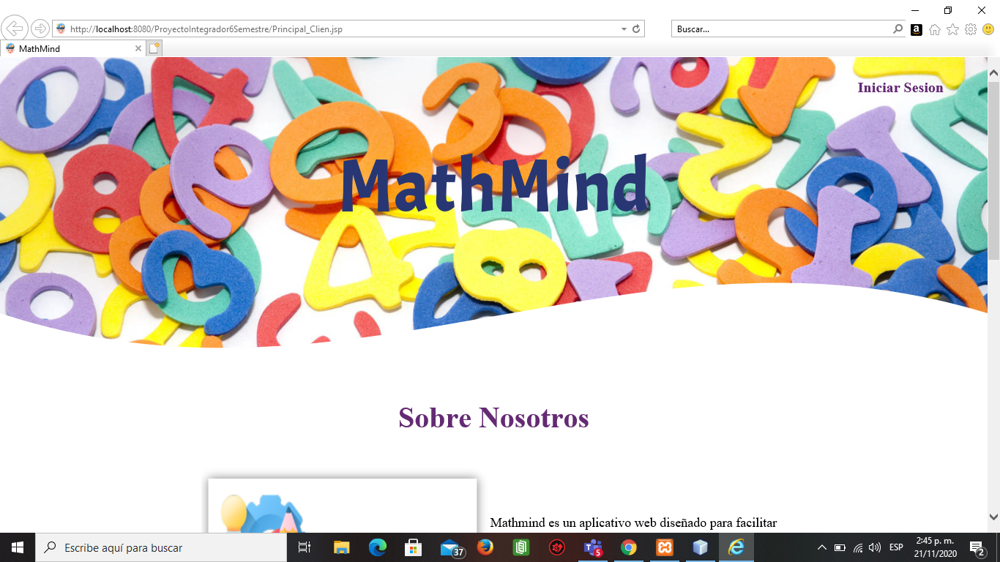 http://localhost:8080/ProyectoIntegrador6Semestre/Principal_Clien.jsp
Buscar...
MathMind
Iniciar Sesion
MathMind
Sobre Nosotros
Mathmind es un aplicativo web diseñado para facilitar
Escribe aquí para buscar
37
5
ESP
2:45 p. m.
21/11/2020
2